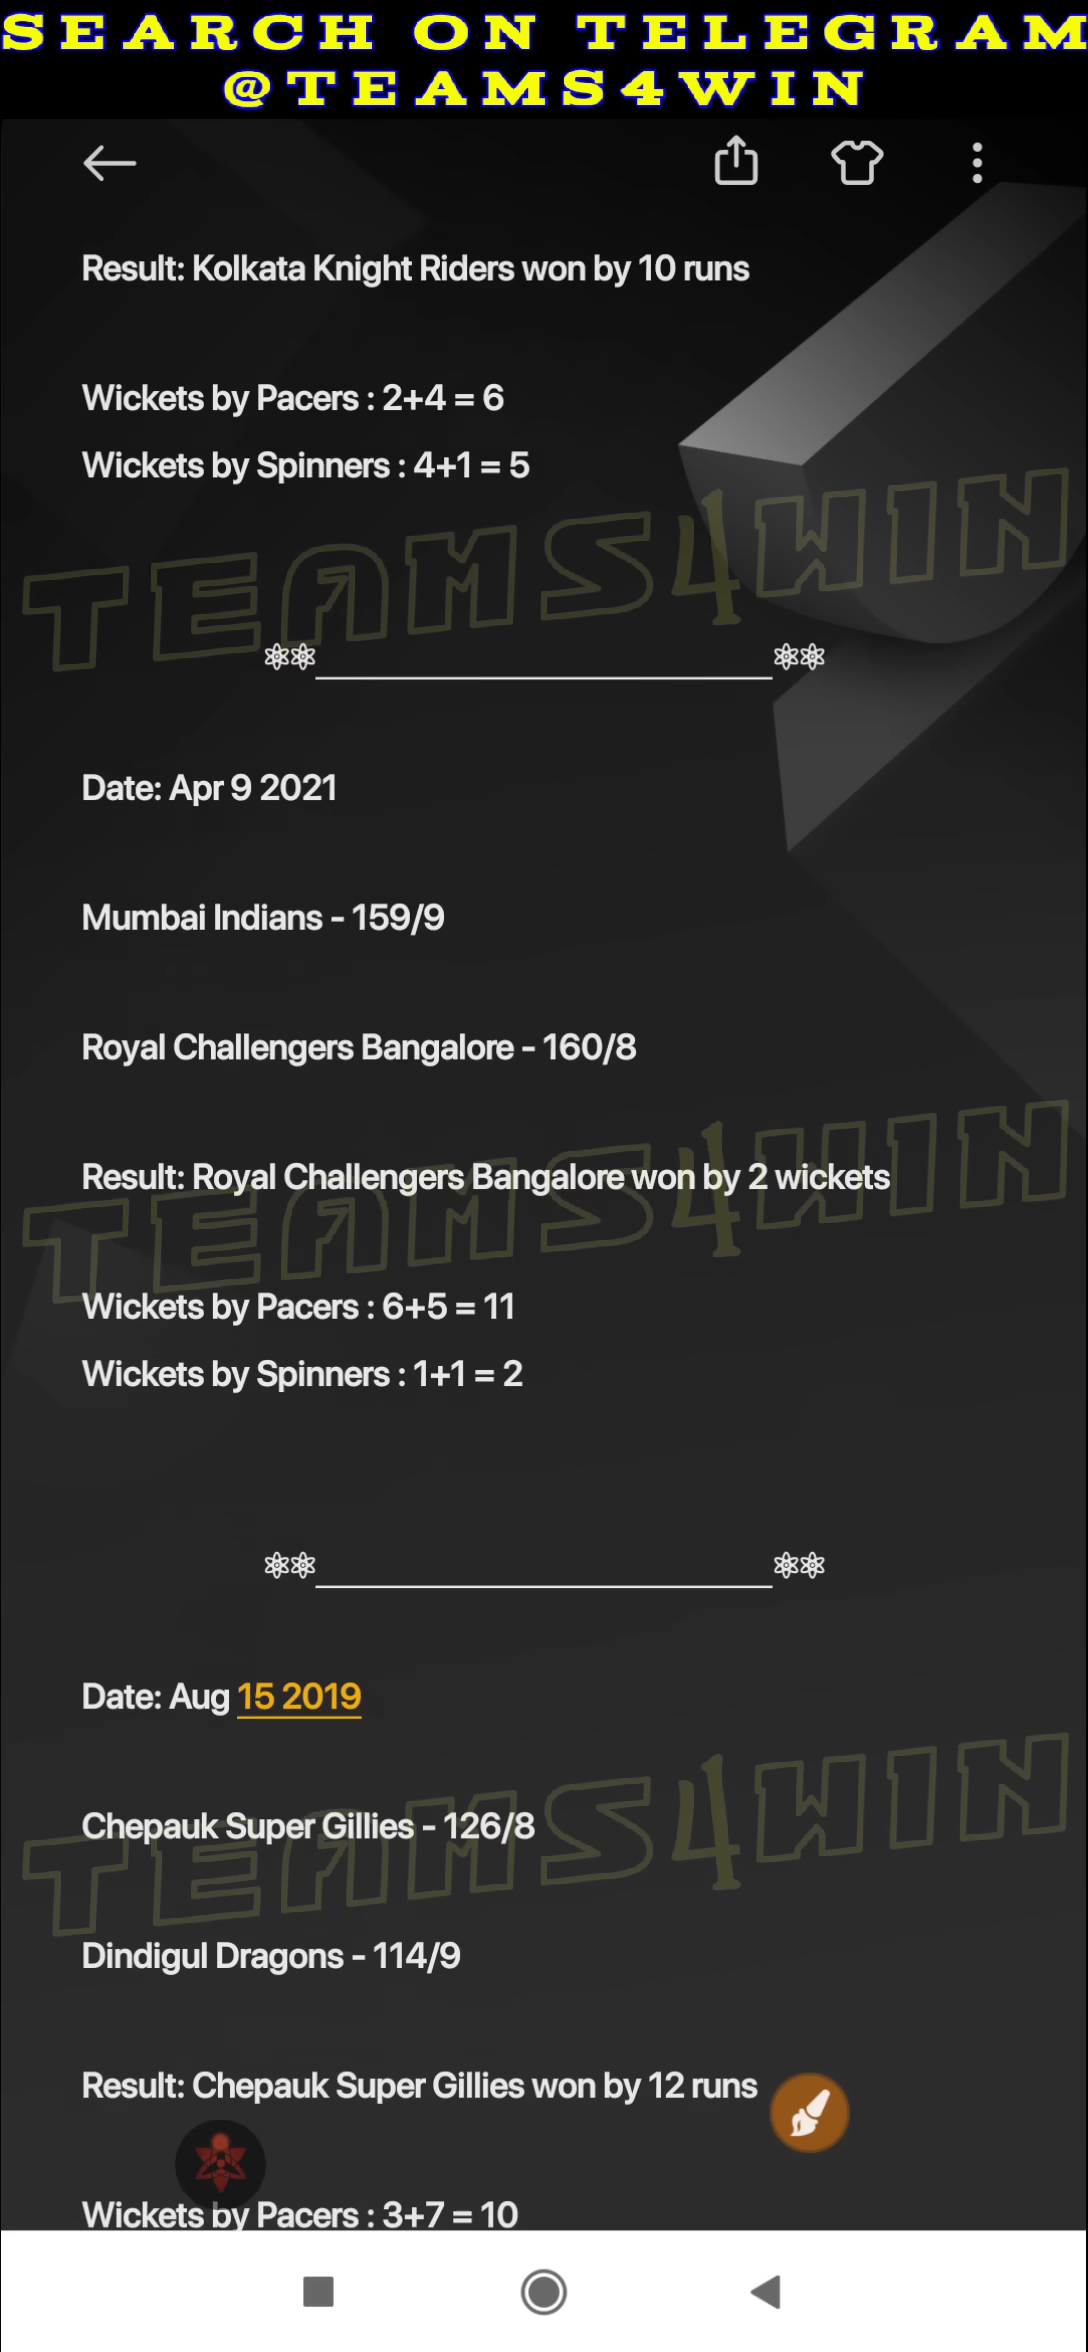 SEARCH ON TELEGRAM
@TEAMS4WIN
Result: Kolkata Knight Riders won by 10 runs
Wickets by Pacers : 2+4 = 6
Wickets by Spinners : 4+1 = 5
TEAMS4WIN
⚛⚛________________________⚛⚛
Date: Apr 9 2021
Mumbai Indians - 159/9
Royal Challengers Bangalore - 160/8
Result: Royal Challengers Bangalore won by 2 wickets
TEAMS4WIN
Wickets by Pacers : 6+5 = 11
Wickets by Spinners : 1+1 = 2
⚛⚛________________________⚛⚛
Date: Aug 15 2019
Chepauk Super Gillies - 126/8
TEAMS4WIN
Dindigul Dragons - 114/9
Result: Chepauk Super Gillies won by 12 runs
Wickets by Pacers : 3+7 = 10